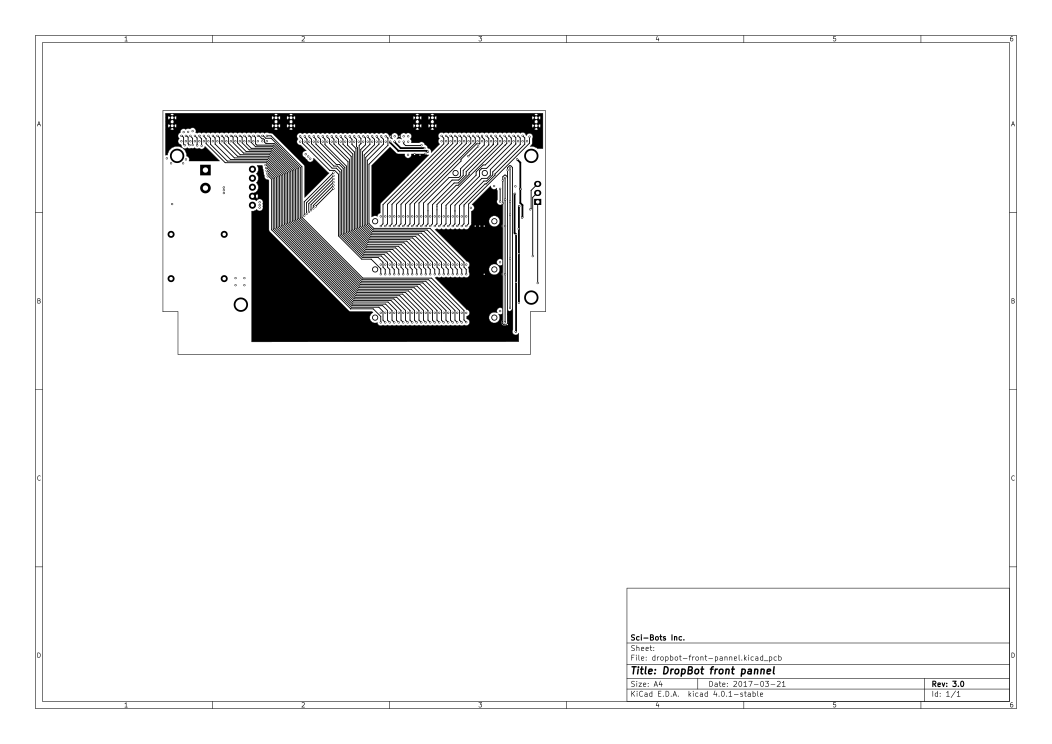 1 2 3 4 5 6
A A
B B
C C
Sci-Bots Inc.
Sheet:
File: dropbot-front-pannel.kicad_pcb
D D
Title: DropBot front pannel
Size: A4 Date: 2017-03-21 Rev: 3.0
KiCad E.D.A. kicad 4.0.1-stable Id: 1/1
1 2 3 4 5 6